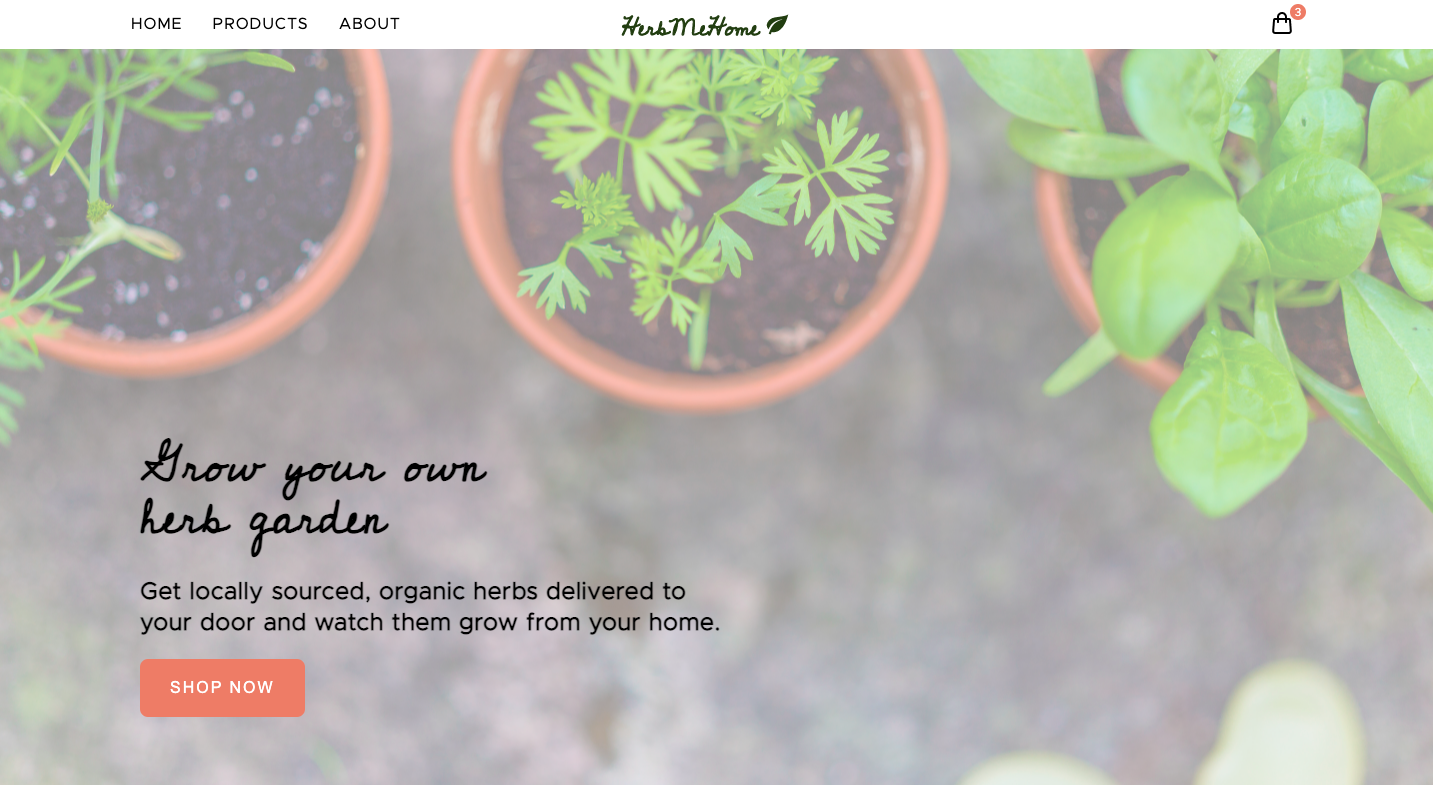 HOME PRODUCTS ABOUT HerbMeHome 3
Grow your own
herb garden
Get locally sourced, organic herbs delivered to
your door and watch them grow from your home.
SHOP NOW